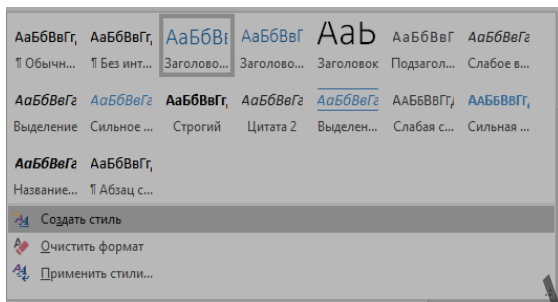 АаБбВвГг, АаБбВвГг, АаБбВг АаБбВвГ АаЬ АаБбВвГ АаБбВвГг
¶ Обычн... ¶ Без инт... Заголово... Заголово... Заголовок Подзагол... Слабое в...
АаБбВвГг АаБбВвГг АаБбВвГг, АаБбВвГг АаБбВвГг ААБбВвГг, ААБбВвГг,
Выделение Сильное ... Строгий Цитата 2 Выделен... Слабая с... Сильная ...
АаБбВвГг АаБбВвГг,
Название... ¶ Абзац с...
Создать стиль
Очистить формат
Применить стили...